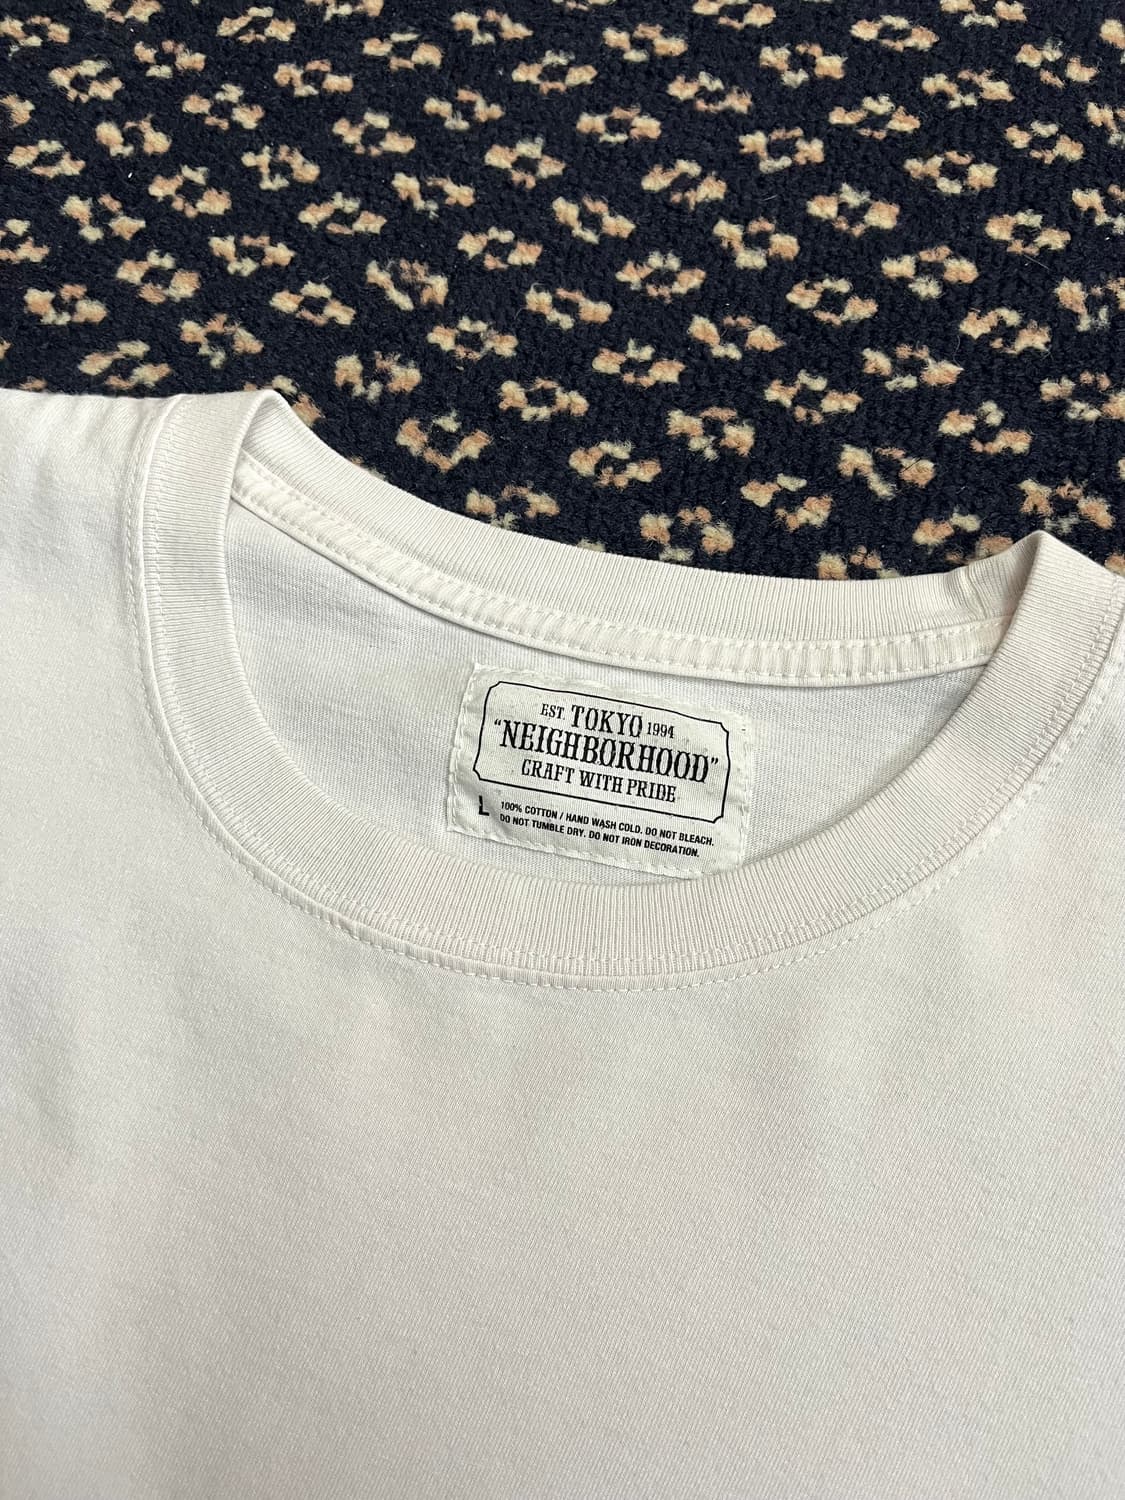 EST. TOKYO 1994
"NEIGHBORHOOD"
CRAFT WITH PRIDE
L 100% COTTON / HAND WASH COLD. DO NOT BLEACH.
DO NOT TUMBLE DRY. DO NOT IRON DECORATION.